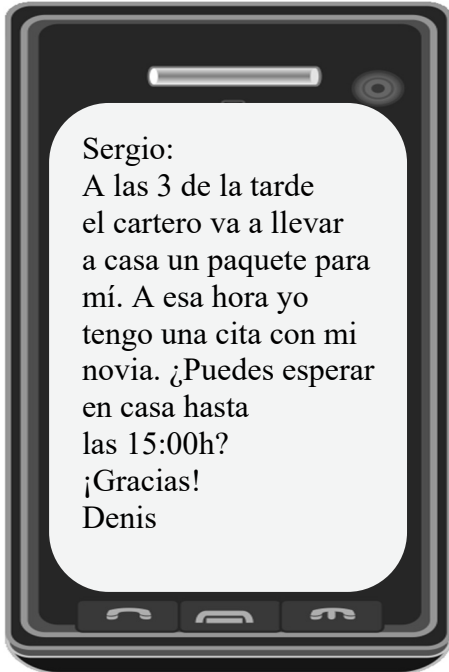 Sergio:
A las 3 de la tarde
el cartero va a llevar
a casa un paquete para
mí. A esa hora yo
tengo una cita con mi
novia. ¿Puedes esperar
en casa hasta
las 15:00h?
¡Gracias!
Denis